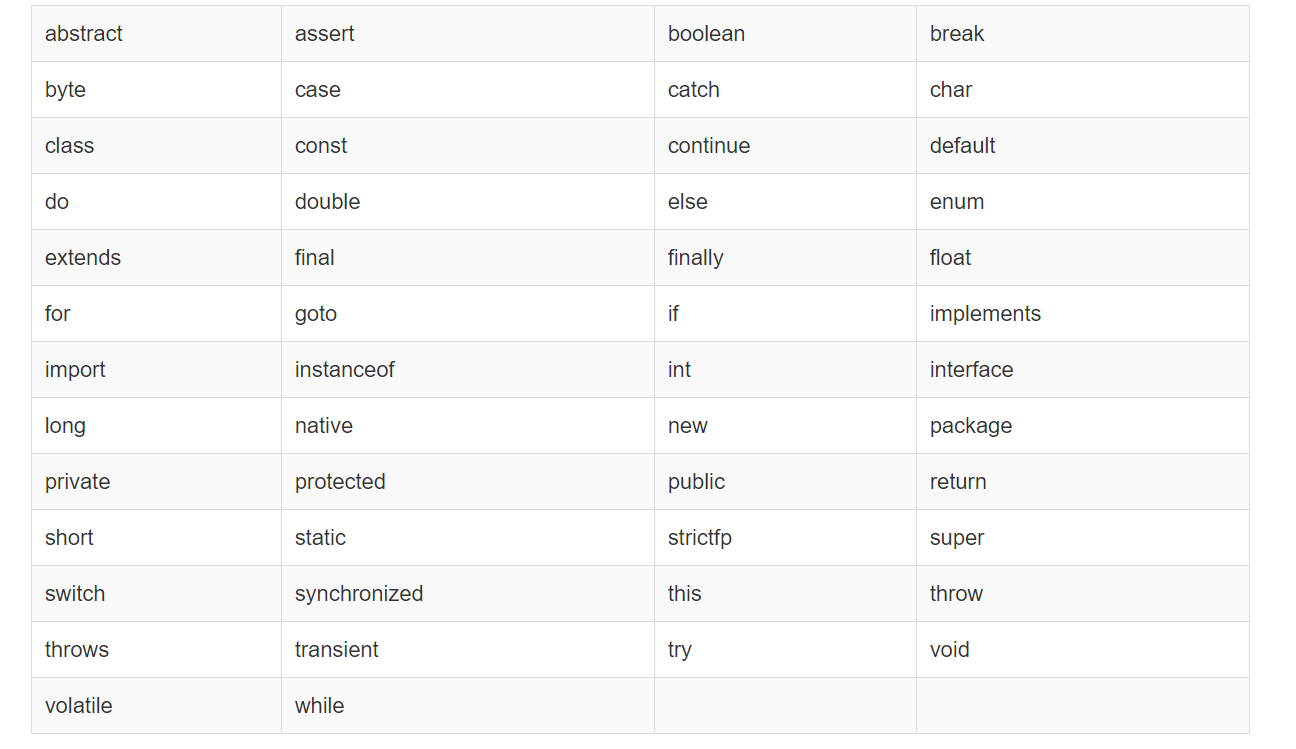 abstract assert boolean break
byte case catch char
class const continue default
do double else enum
extends final finally float
for goto if implements
import instanceof int interface
long native new package
private protected public return
short static strictfp super
switch synchronized this throw
throws transient try void
volatile while